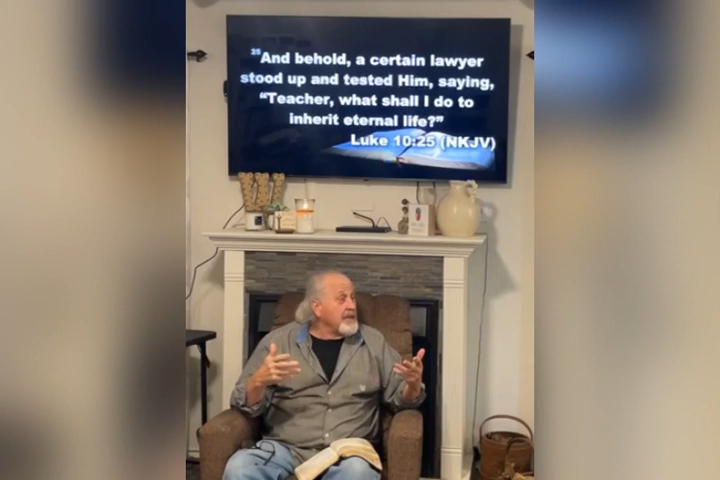 25And behold, a certain lawyer
stood up and tested Him, saying,
“Teacher, what shall I do to
inherit eternal life?”
Luke 10:25 (NKJV)
W